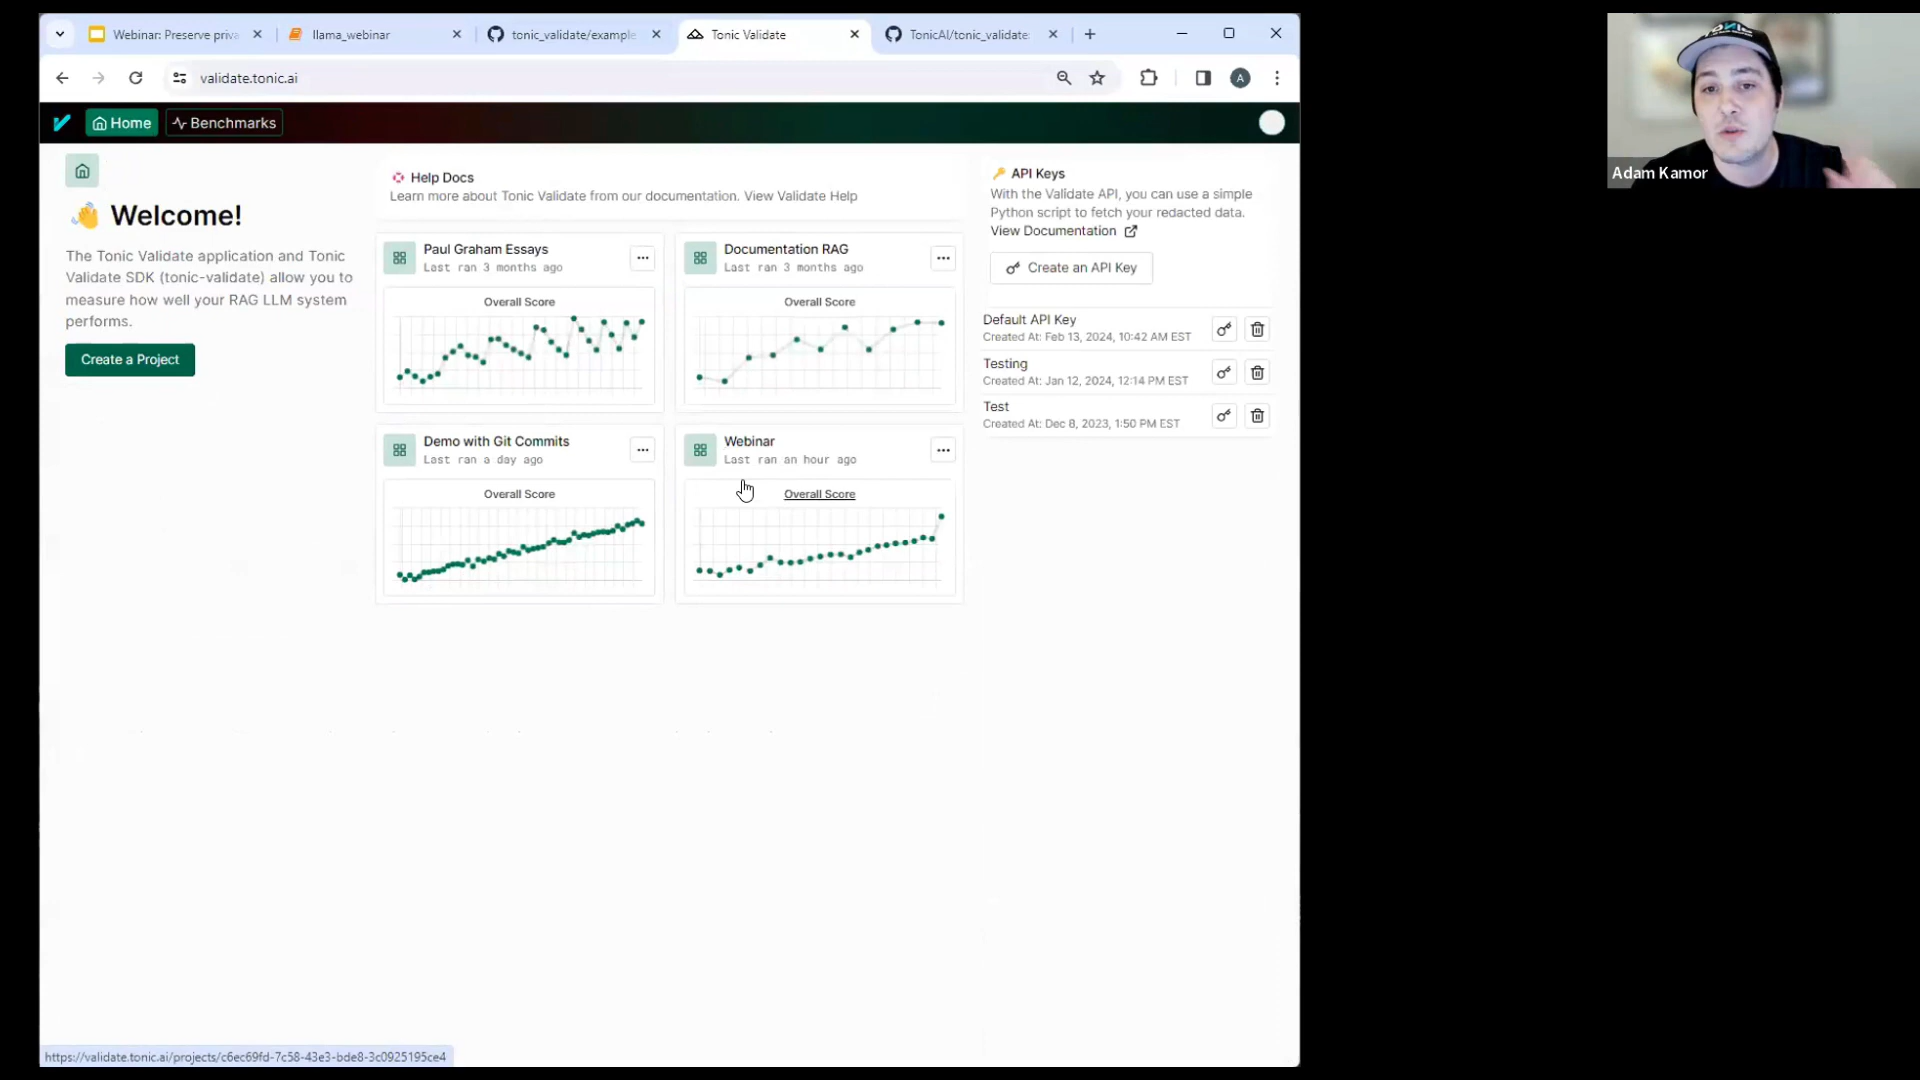 Webinar: Preserve priva
llama_webinar
tonic_validate/example
Tonic Validate
TonicAI/tonic_validate:
validate.tonic.ai
A
Home
Benchmarks
Welcome!
The Tonic Validate application and Tonic
Validate SDK (tonic-validate) allow you to
measure how well your RAG LLM system
performs.
Create a Project
Help Docs
Learn more about Tonic Validate from our documentation. View Validate Help
Paul Graham Essays
Last ran 3 months ago
Overall Score
Documentation RAG
Last ran 3 months ago
Overall Score
Demo with Git Commits
Last ran a day ago
Overall Score
Webinar
Last ran an hour ago
Overall Score
API Keys
With the Validate API, you can use a simple
Python script to fetch your redacted data.
View Documentation
Create an API Key
Default API Key
Created At: Feb 13, 2024, 10:42 AM EST
Testing
Created At: Jan 12, 2024, 12:14 PM EST
Test
Created At: Dec 8, 2023, 1:50 PM EST
https://validate.tonic.ai/projects/c6ec69fd-7c58-43e3-bde8-3c0925195ce4
Adam Kamor